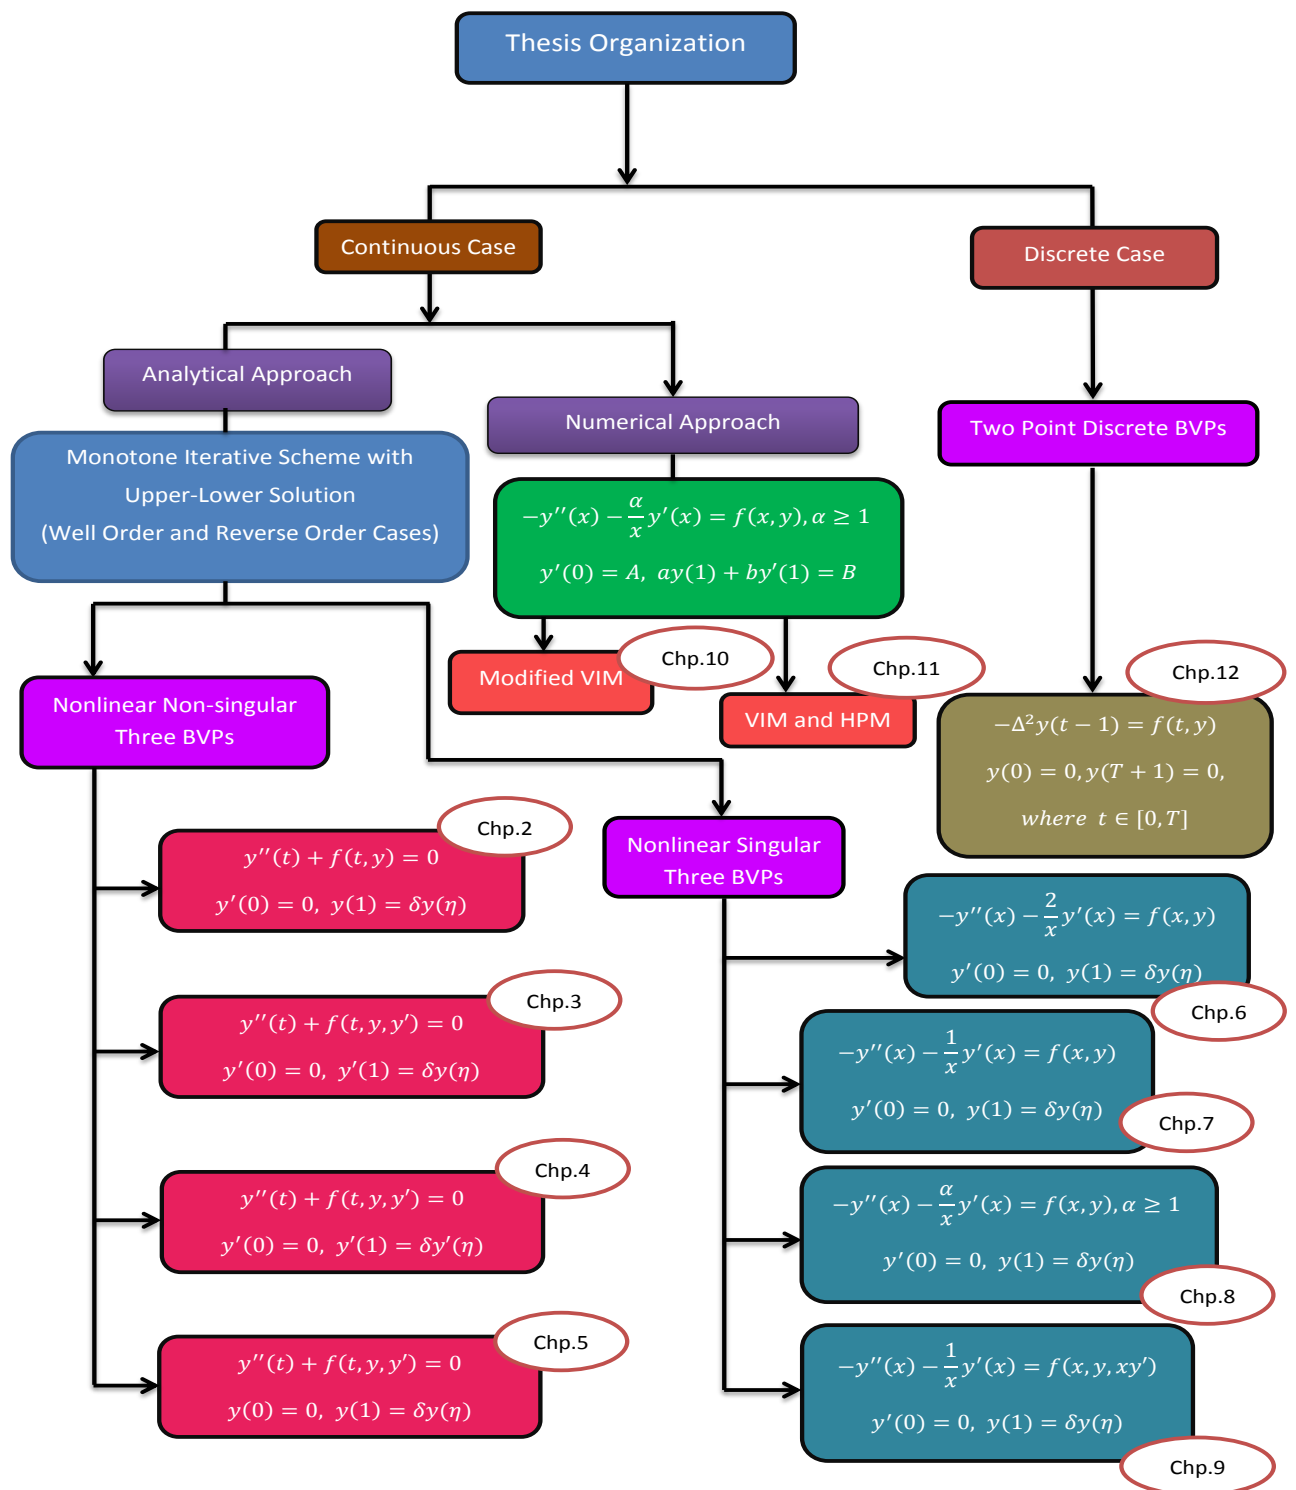 Thesis Organization
Continuous Case
Discrete Case
Analytical Approach
Numerical Approach
Two Point Discrete BVPs
Monotone Iterative Scheme with
Upper-Lower Solution
(Well Order and Reverse Order Cases)
−y′′(x) − α/x y′(x) = f(x, y), α ≥ 1
y′(0) = A, ay(1) + by′(1) = B
Chp.10
Modified VIM
Chp.11
VIM and HPM
Chp.12
−Δ²y(t − 1) = f(t, y)
y(0) = 0, y(T + 1) = 0,
where t ∈ [0, T]
Nonlinear Non-singular
Three BVPs
Chp.2
y′′(t) + f(t, y) = 0
y′(0) = 0, y(1) = δy(η)
Chp.3
y′′(t) + f(t, y, y′) = 0
y′(0) = 0, y′(1) = δy(η)
Chp.4
y′′(t) + f(t, y, y′) = 0
y′(0) = 0, y′(1) = δy′(η)
Chp.5
y′′(t) + f(t, y, y′) = 0
y(0) = 0, y(1) = δy(η)
Nonlinear Singular
Three BVPs
−y′′(x) − 2/x y′(x) = f(x, y)
y′(0) = 0, y(1) = δy(η)
Chp.6
−y′′(x) − 1/x y′(x) = f(x, y)
y′(0) = 0, y(1) = δy(η)
Chp.7
−y′′(x) − α/x y′(x) = f(x, y), α ≥ 1
y′(0) = 0, y(1) = δy(η)
Chp.8
−y′′(x) − 1/x y′(x) = f(x, y, xy′)
y′(0) = 0, y(1) = δy(η)
Chp.9